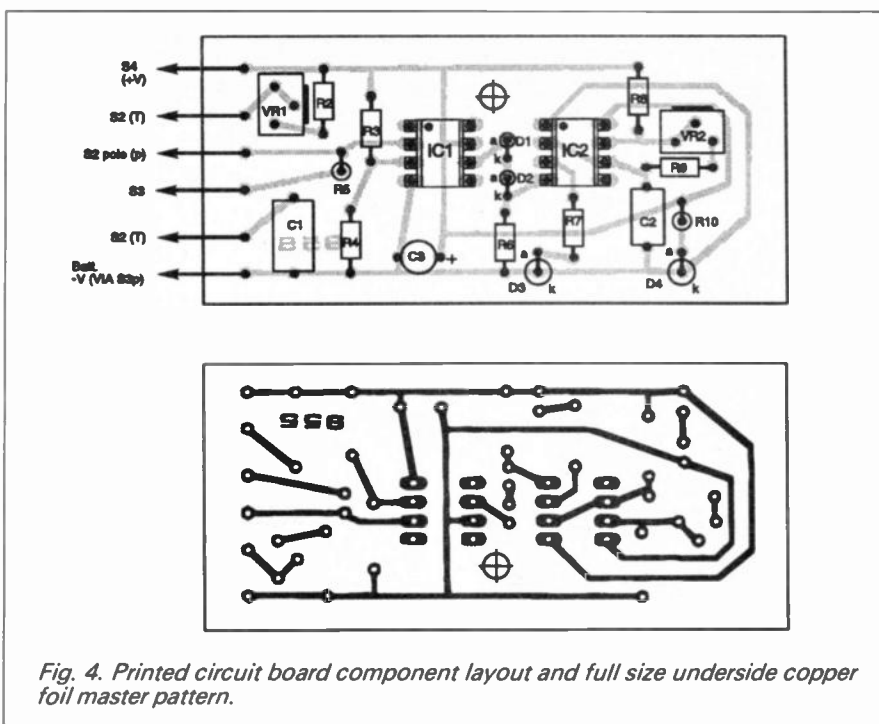 S4
(+V)
S2 (T)
S2 pole (p)
S3
S2 (T)
Batt.
-V (VIA S3p)
VR1
R2
R3
R5
C1
R4
855
IC1
C3
+
a
D1
k
a
D2
k
IC2
R6
R7
D3
a
k
R8
VR2
R9
C2
R10
a
D4
k
855
Fig. 4. Printed circuit board component layout and full size underside copper
foil master pattern.